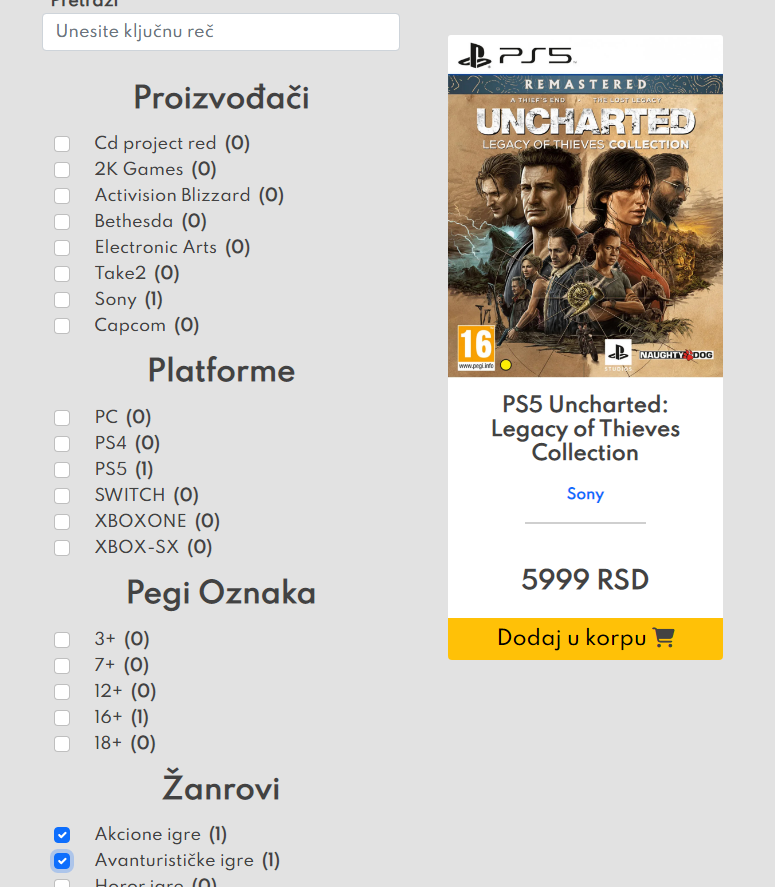 Pretraži
Unesite ključnu reč
Proizvođači
Cd project red (0)
2K Games (0)
Activision Blizzard (0)
Bethesda (0)
Electronic Arts (0)
Take2 (0)
Sony (1)
Capcom (0)
Platforme
PC (0)
PS4 (0)
PS5 (1)
SWITCH (0)
XBOXONE (0)
XBOX-SX (0)
Pegi Oznaka
3+ (0)
7+ (0)
12+ (0)
16+ (1)
18+ (0)
Žanrovi
Akcione igre (1)
Avanturističke igre (1)
Horor igre (0)
PS5
REMASTERED
A THIEF'S END THE LOST LEGACY
UNCHARTED
LEGACY OF THIEVES COLLECTION
16
www.pegi.info
STUDIOS
NAUGHTY DOG
PS5 Uncharted:
Legacy of Thieves
Collection
Sony
5999 RSD
Dodaj u korpu